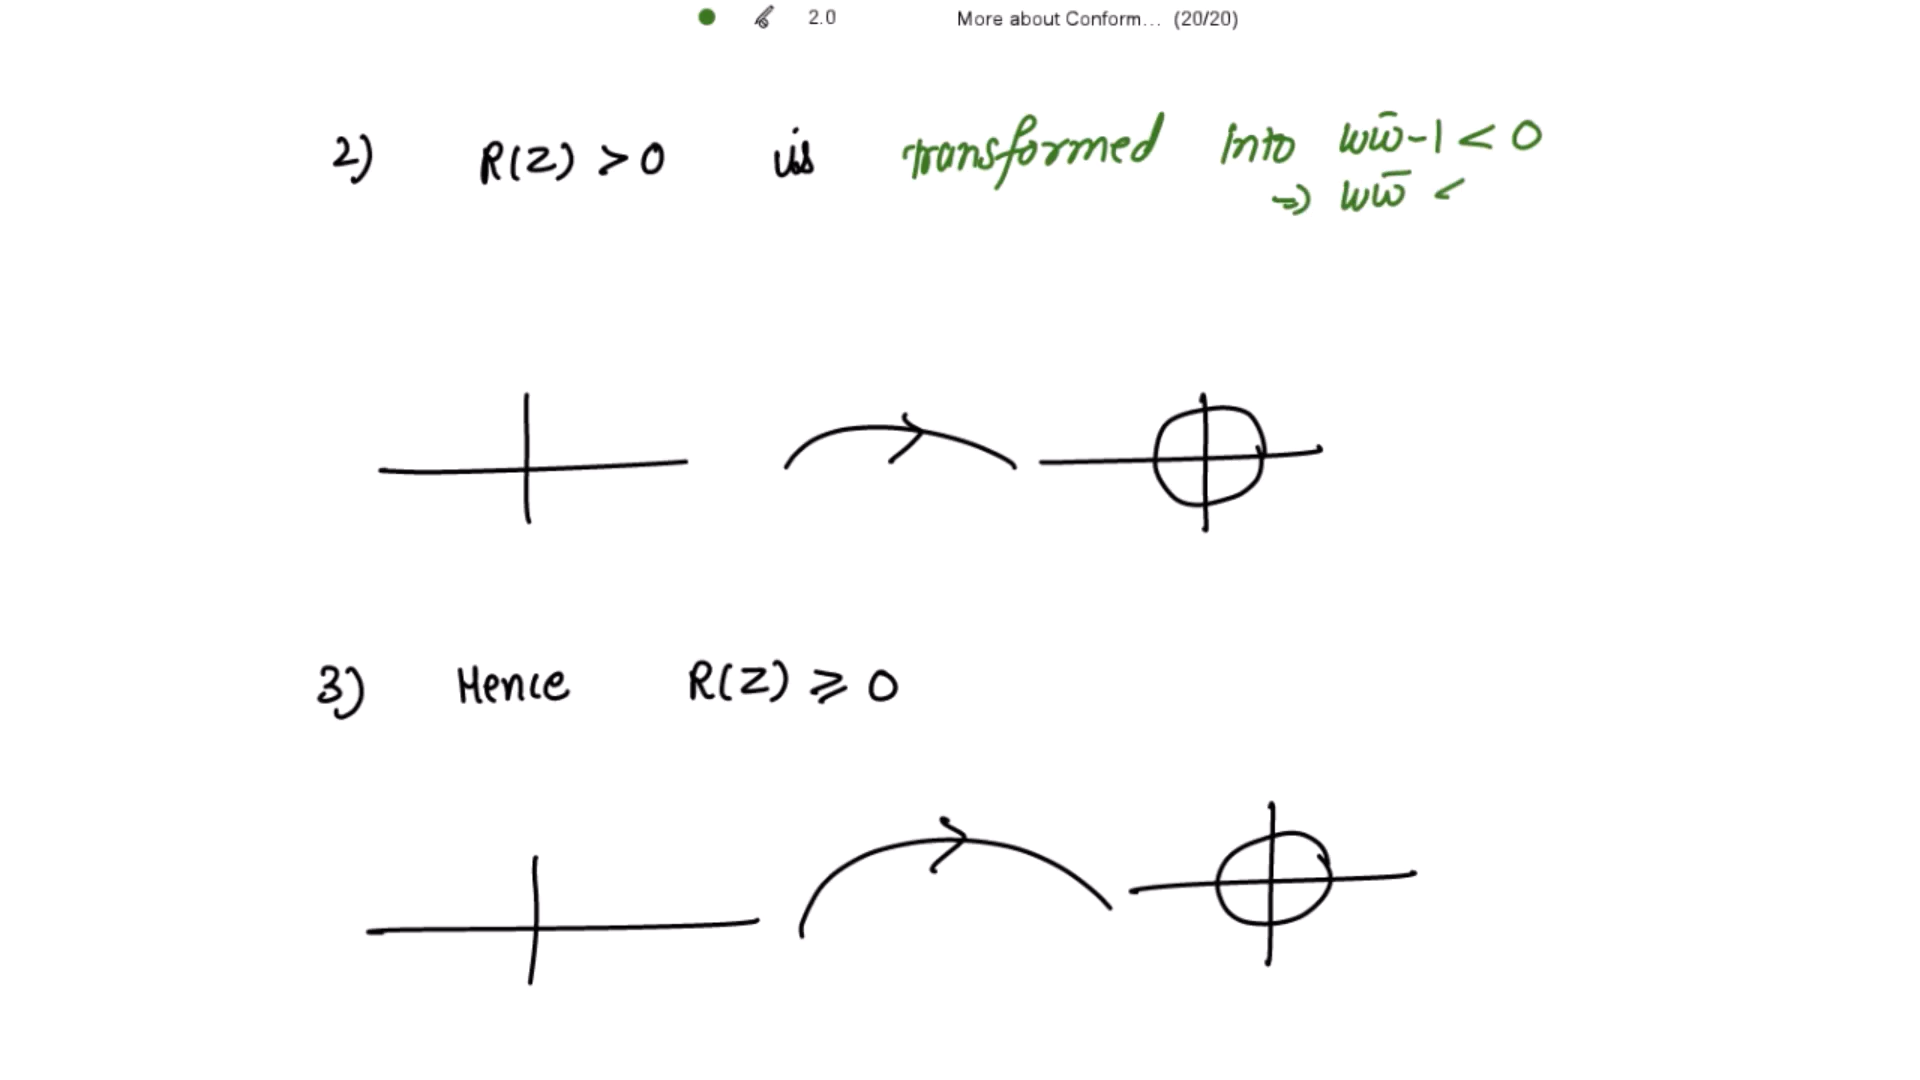 2.0 More about Conform... (20/20)
2) R(Z) > 0 is transformed into ww̄-1 < 0
⇒ ww̄ <
3) Hence R(Z) ⩾ 0